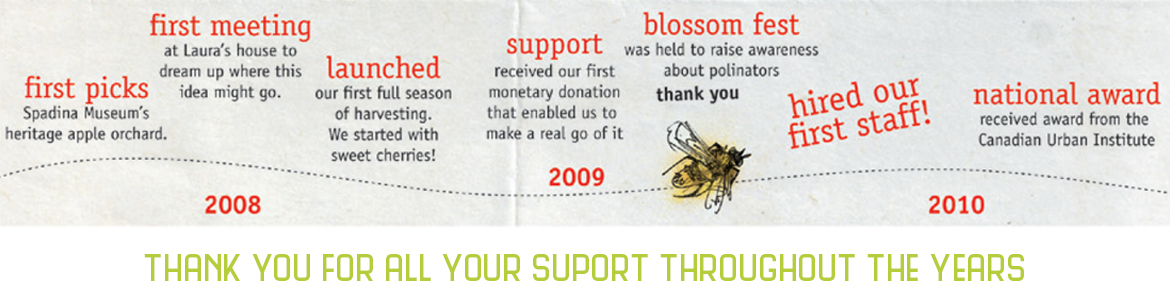 first picks
Spadina Museum's
heritage apple orchard.
first meeting
at Laura's house to
dream up where this
idea might go.
launched
our first full season
of harvesting.
We started with
sweet cherries!
2008
support
received our first
monetary donation
that enabled us to
make a real go of it
2009
blossom fest
was held to raise awareness
about polinators
thank you
hired our
first staff!
national award
received award from the
Canadian Urban Institute
2010
THANK YOU FOR ALL YOUR SUPORT THROUGHOUT THE YEARS